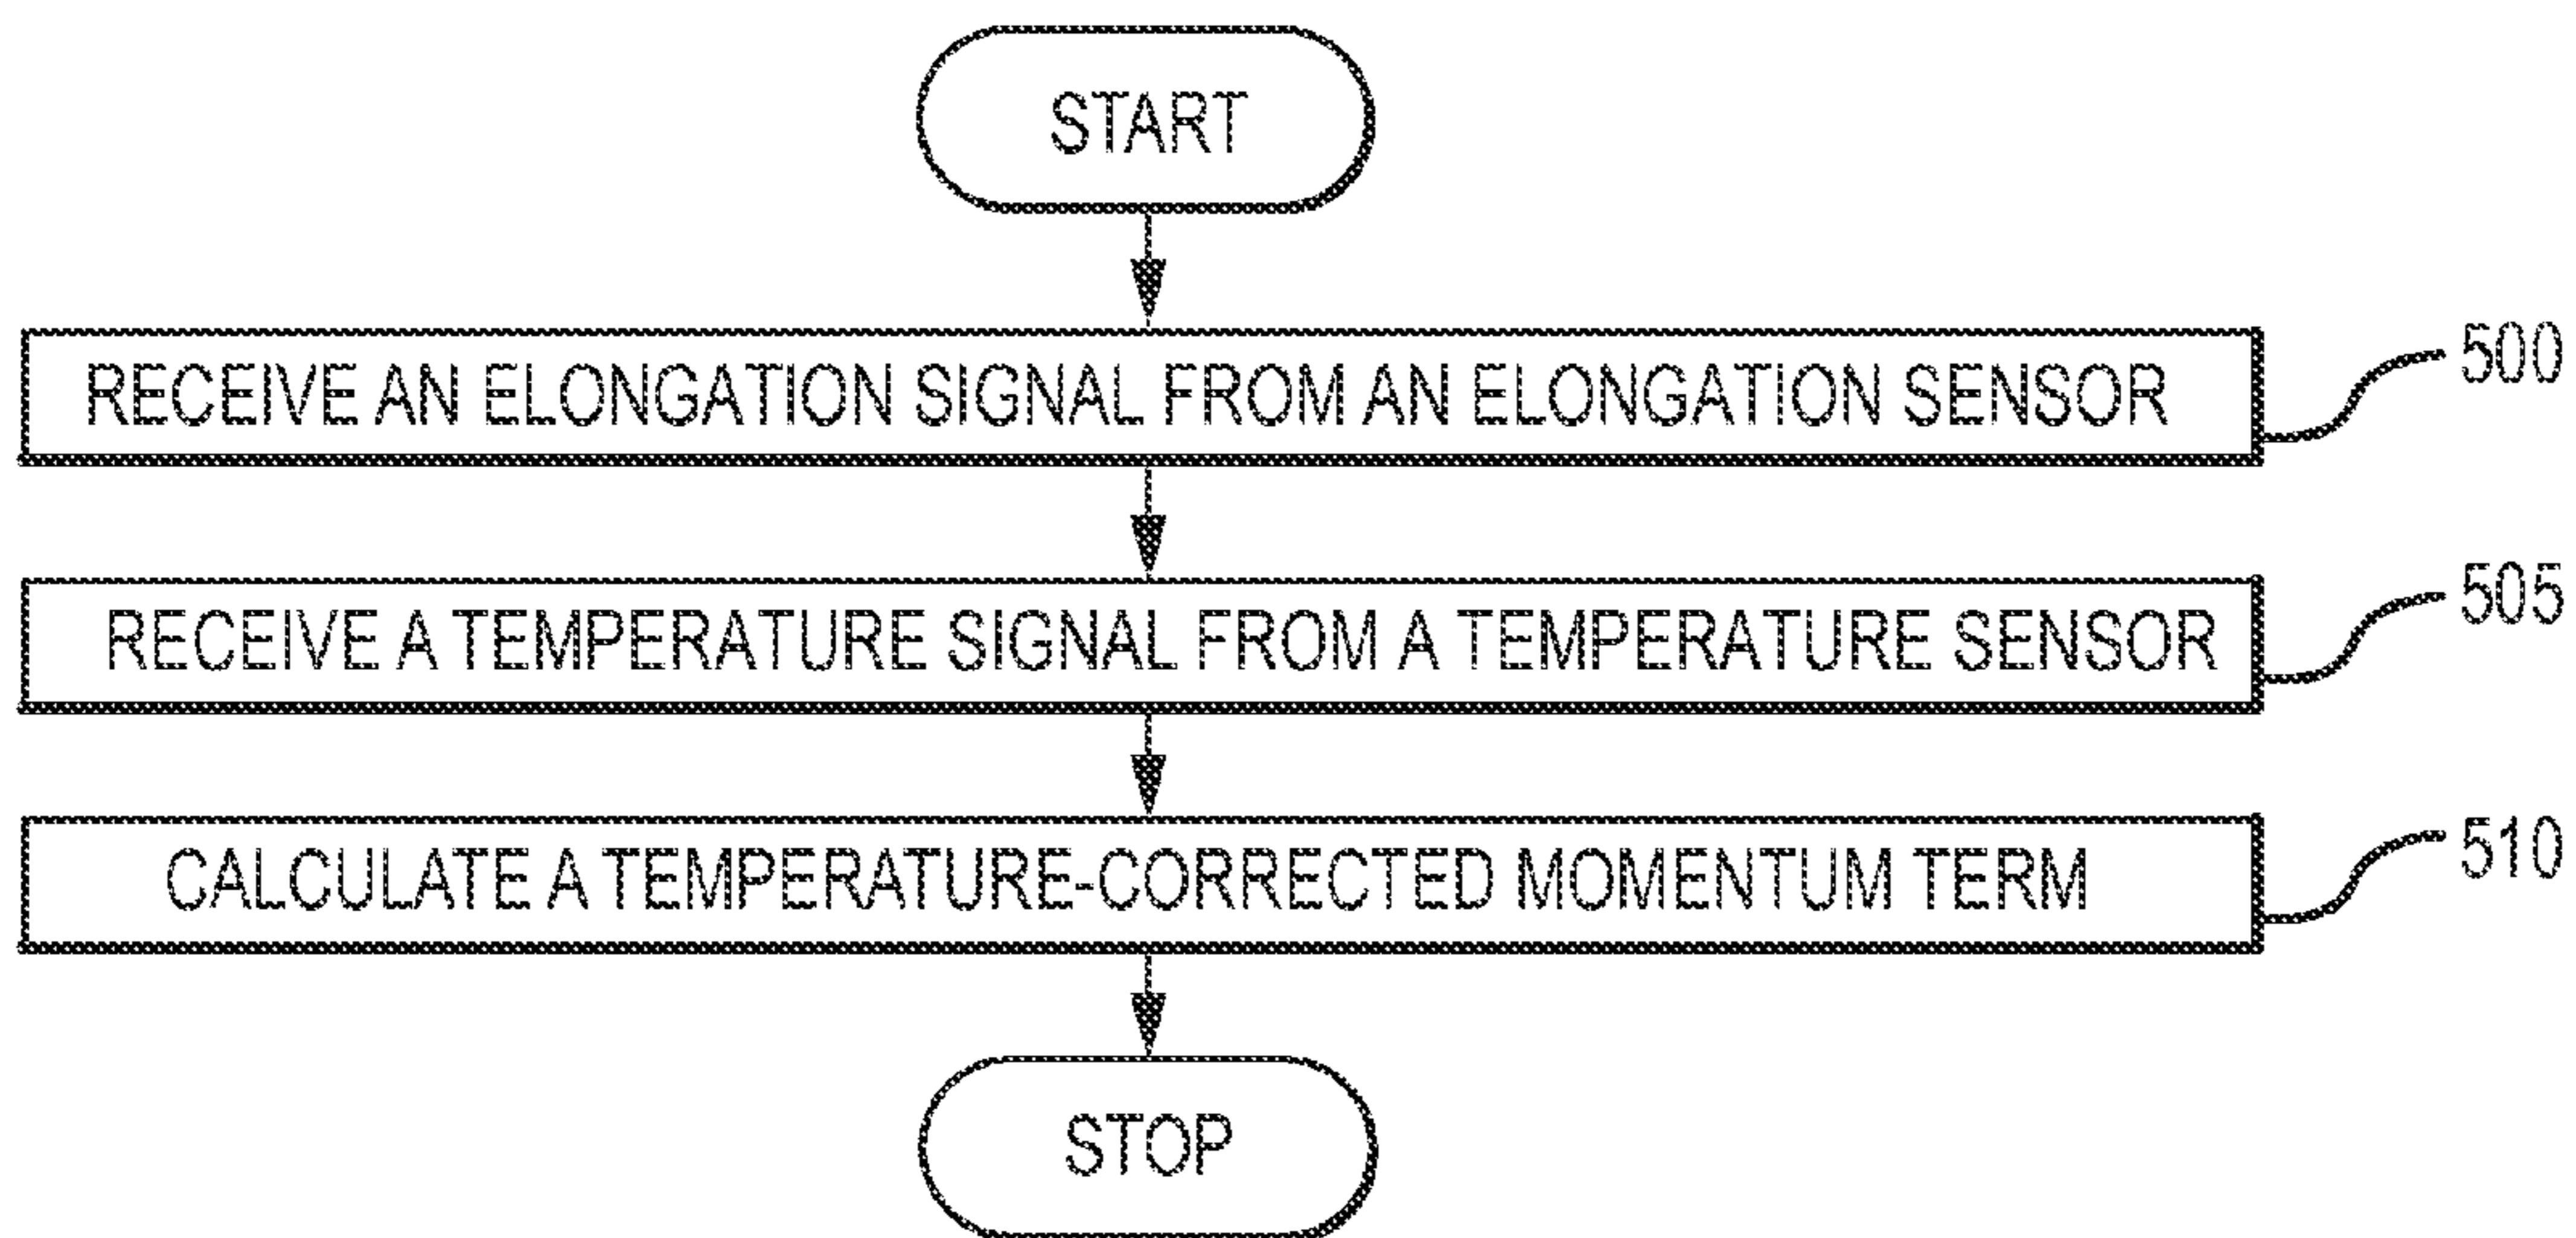 START
RECEIVE AN ELONGATION SIGNAL FROM AN ELONGATION SENSOR
500
RECEIVE A TEMPERATURE SIGNAL FROM A TEMPERATURE SENSOR
505
CALCULATE A TEMPERATURE-CORRECTED MOMENTUM TERM
510
STOP